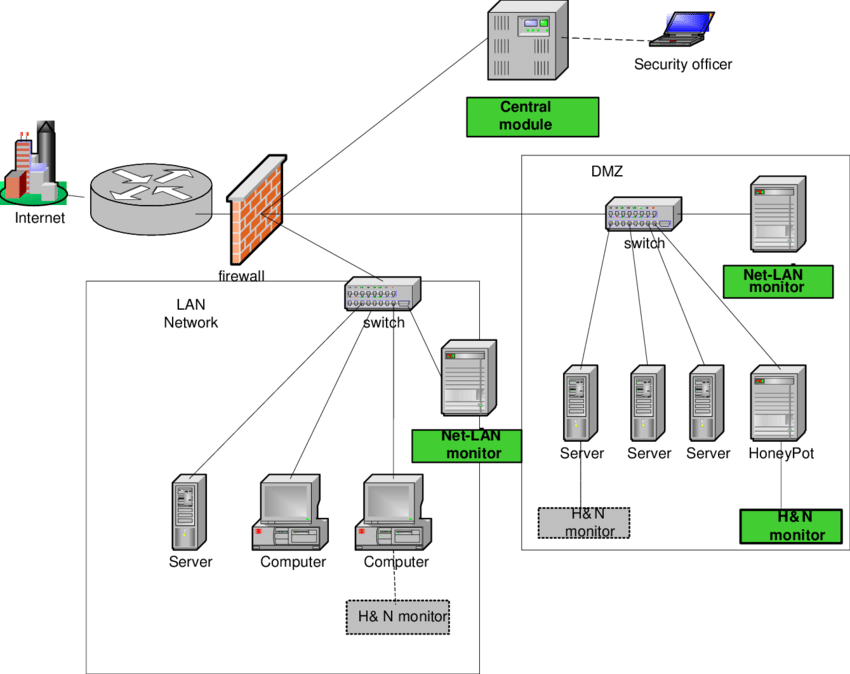 Security officer
Central
module
Internet
firewall
DMZ
switch
Net-LAN
monitor
LAN
Network
switch
Net-LAN
monitor
Server
Server
Server
HoneyPot
H& N
monitor
H& N
monitor
Server
Computer
Computer
H& N monitor